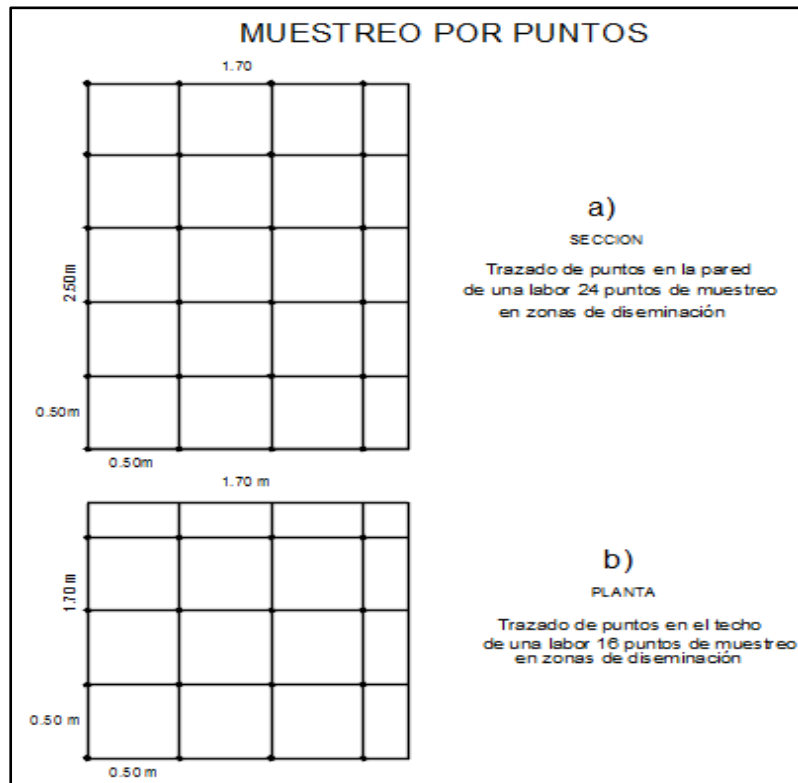 MUESTREO POR PUNTOS
1.70
2.50m
0.50m
0.50m
a)
SECCION
Trazado de puntos en la pared
de una labor 24 puntos de muestreo
en zonas de diseminación
1.70 m
1.70 m
0.50 m
0.50 m
b)
PLANTA
Trazado de puntos en el techo
de una labor 16 puntos de muestreo
en zonas de diseminación